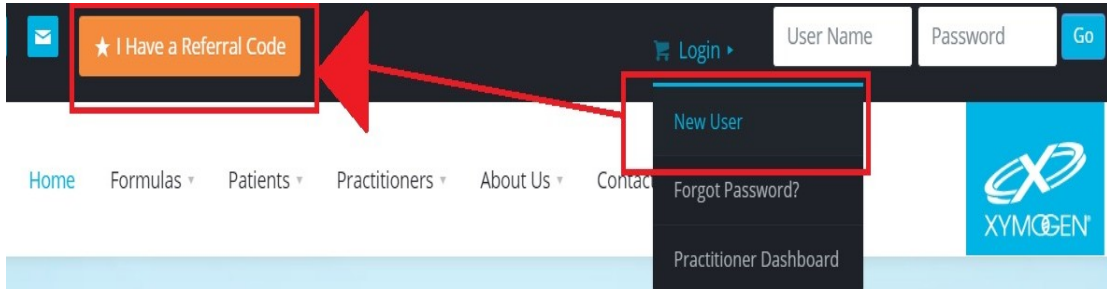 ★ I Have a Referral Code
Login
User Name
Password
Go
New User
Home
Formulas
Patients
Practitioners
About Us
Contact
Forgot Password?
Practitioner Dashboard
XYMOGEN®